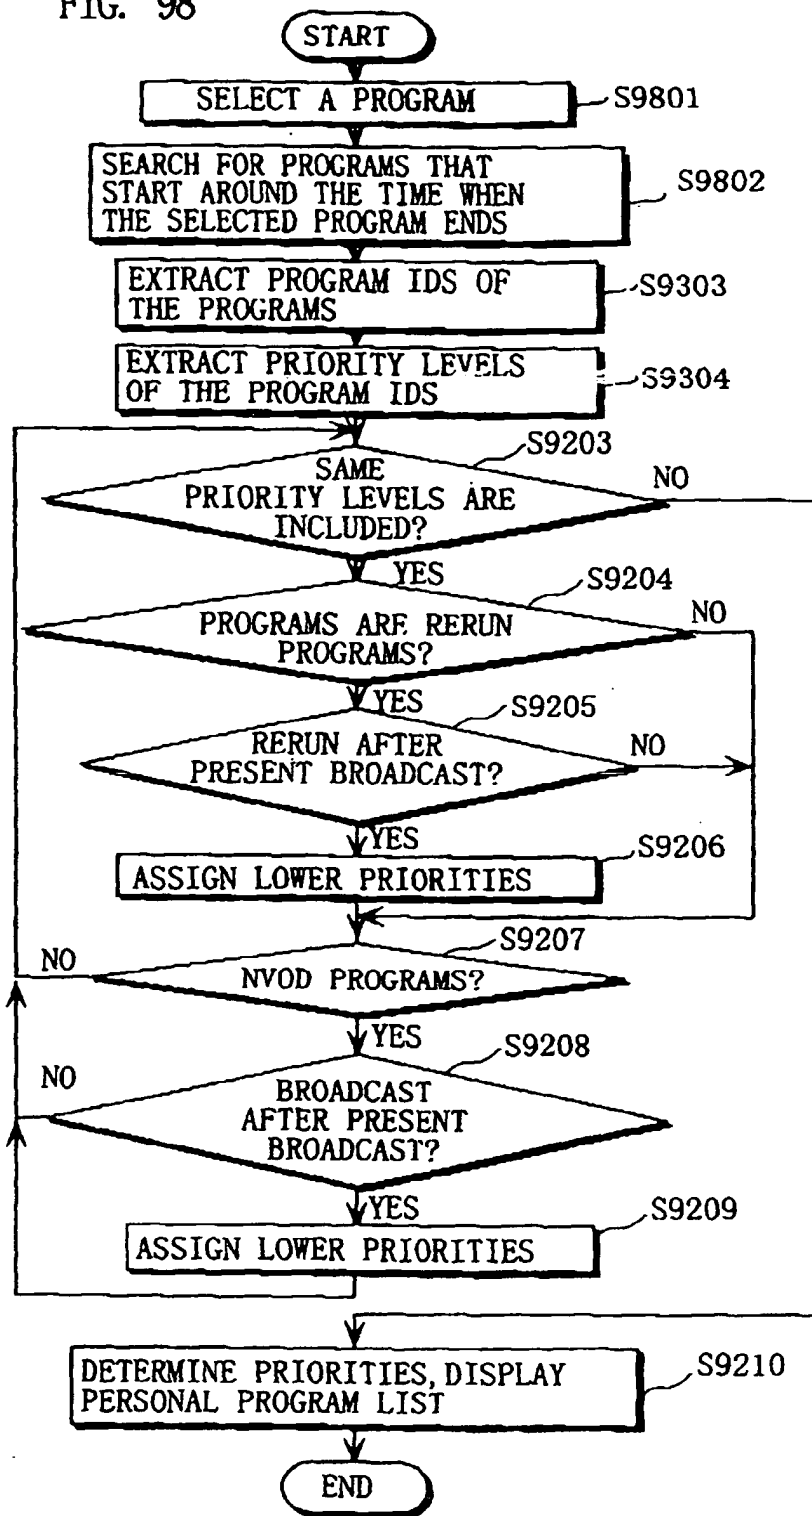 FIG. 98
START
SELECT A PROGRAM
S9801
SEARCH FOR PROGRAMS THAT
START AROUND THE TIME WHEN
THE SELECTED PROGRAM ENDS
S9802
EXTRACT PROGRAM IDS OF
THE PROGRAMS
S9303
EXTRACT PRIORITY LEVELS
OF THE PROGRAM IDS
S9304
S9203
SAME
PRIORITY LEVELS ARE
INCLUDED?
NO
YES
S9204
PROGRAMS ARE RERUN
PROGRAMS?
NO
YES
S9205
RERUN AFTER
PRESENT BROADCAST?
NO
YES
S9206
ASSIGN LOWER PRIORITIES
S9207
NO
NVOD PROGRAMS?
YES
S9208
NO
BROADCAST
AFTER PRESENT
BROADCAST?
YES
S9209
ASSIGN LOWER PRIORITIES
DETERMINE PRIORITIES, DISPLAY
PERSONAL PROGRAM LIST
S9210
END